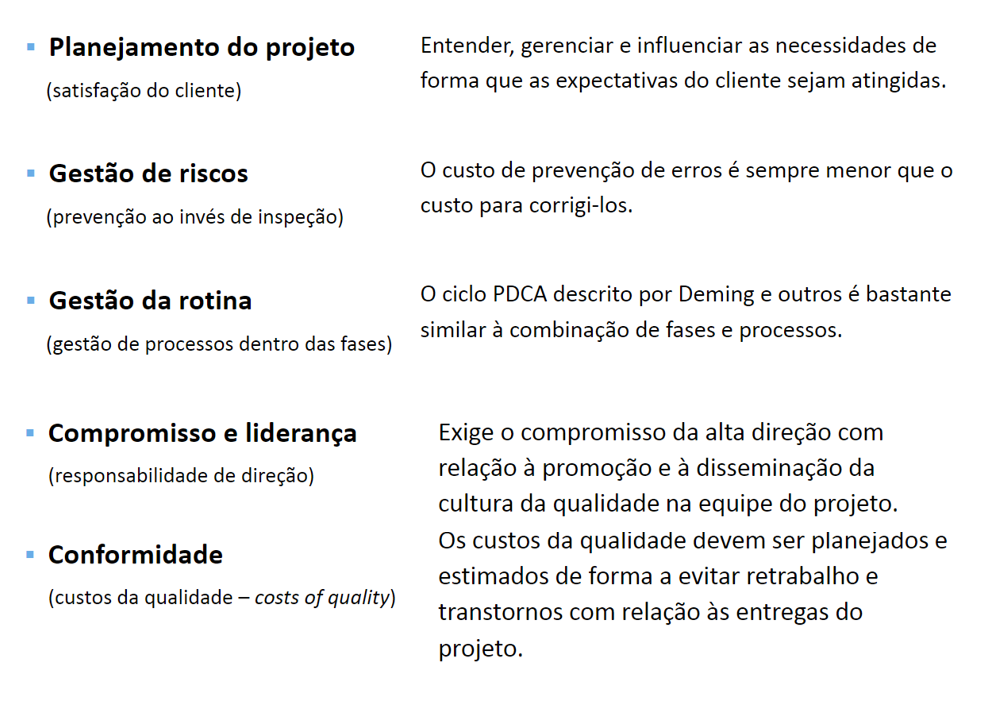 ▪ Planejamento do projeto
(satisfação do cliente)
Entender, gerenciar e influenciar as necessidades de
forma que as expectativas do cliente sejam atingidas.
▪ Gestão de riscos
(prevenção ao invés de inspeção)
O custo de prevenção de erros é sempre menor que o
custo para corrigi-los.
▪ Gestão da rotina
(gestão de processos dentro das fases)
O ciclo PDCA descrito por Deming e outros é bastante
similar à combinação de fases e processos.
▪ Compromisso e liderança
(responsabilidade de direção)
Exige o compromisso da alta direção com
relação à promoção e à disseminação da
cultura da qualidade na equipe do projeto.
▪ Conformidade
(custos da qualidade – costs of quality)
Os custos da qualidade devem ser planejados e
estimados de forma a evitar retrabalho e
transtornos com relação às entregas do
projeto.